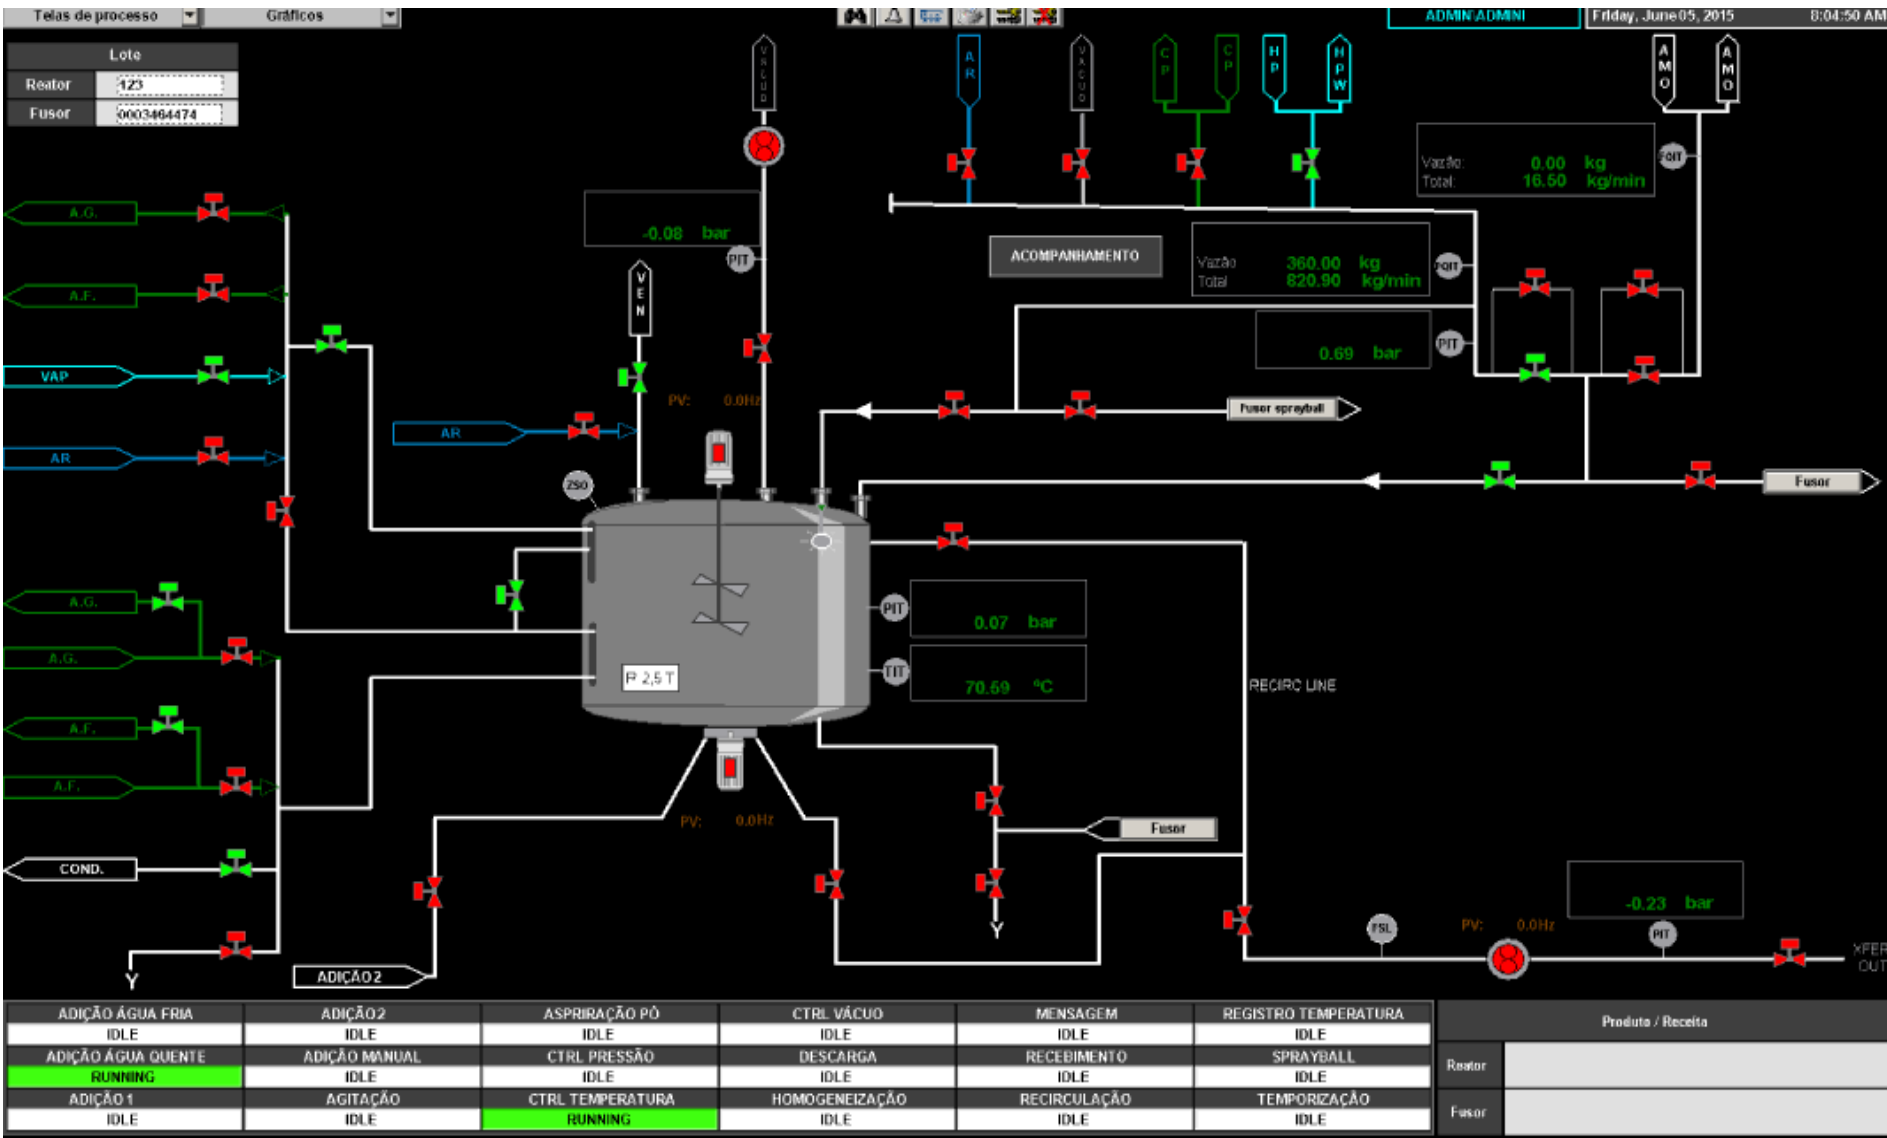 Telas de processo
Gráficos
ADMIN\ADMINI
Friday, June 05, 2015
8:04:50 AM
Lote
Reator 123
Fusor 0003464474
VACUO
AR
VACUO
CP
CP
HP
HPW
AMO
AMO
Vazão: 0.00 kg
Total: 16.50 kg/min
FQIT
A.G.
-0.08 bar
PIT
ACOMPANHAMENTO
Vazão 360.00 kg
Total 820.90 kg/min
FQIT
A.F.
VEN
0.69 bar
PIT
VAP
PV: 0.0Hz
Fusor sprayball
AR
AR
ZSO
Fusor
A.G.
PIT
0.07 bar
A.G.
R 2,5 T
TIT
70.59 ºC
RECIRC LINE
A.F.
A.F.
PV: 0.0Hz
Fusor
COND.
-0.23 bar
FSL
PV: 0.0Hz
PIT
XFER
OUT
Y
Y
ADIÇÃO 2
ADIÇÃO ÁGUA FRIA ADIÇÃO 2 ASPRIRAÇÃO PÓ CTRL VÁCUO MENSAGEM REGISTRO TEMPERATURA
IDLE IDLE IDLE IDLE IDLE IDLE
Produto / Receita
ADIÇÃO ÁGUA QUENTE ADIÇÃO MANUAL CTRL PRESSÃO DESCARGA RECEBIMENTO SPRAYBALL
RUNNING IDLE IDLE IDLE IDLE IDLE
Reator
ADIÇÃO 1 AGITAÇÃO CTRL TEMPERATURA HOMOGENEIZAÇÃO RECIRCULAÇÃO TEMPORIZAÇÃO
IDLE IDLE RUNNING IDLE IDLE IDLE
Fusor